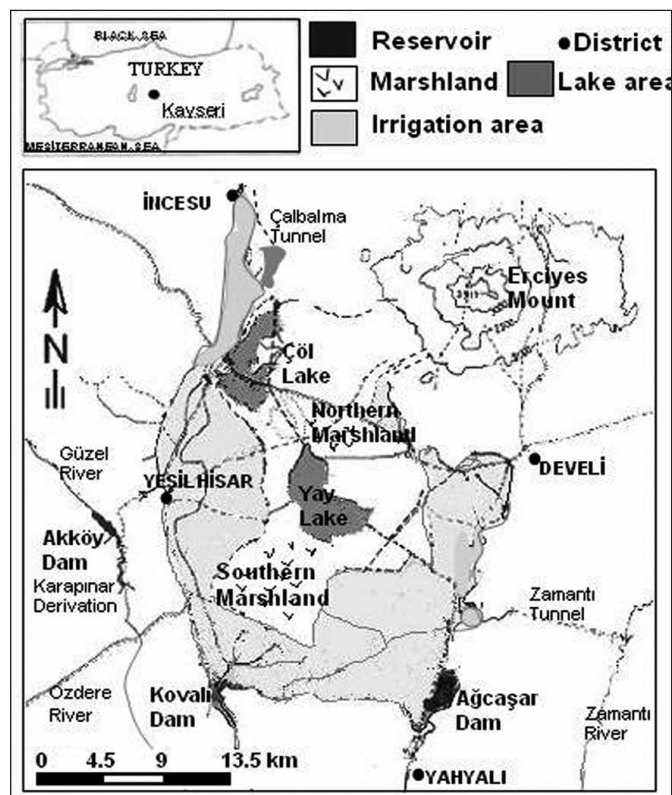 BLACK SEA
TURKEY
Kayseri
MEDİTERRANEAN SEA
Reservoir
District
Marshland
Lake area
Irrigation area
İNCESU
Çalbalma
Tunnel
Erciyes
Mount
N
Çöl
Lake
Northern
Marshland
Güzel
River
YEŞİLHİSAR
DEVELİ
Yay
Lake
Akköy
Dam
Karapınar
Derivation
Southern
Marshland
Zamantı
Tunnel
Özdere
River
Kovalı
Dam
Ağcaşar
Dam
Zamantı
River
0 4.5 9 13.5 km
YAHYALI